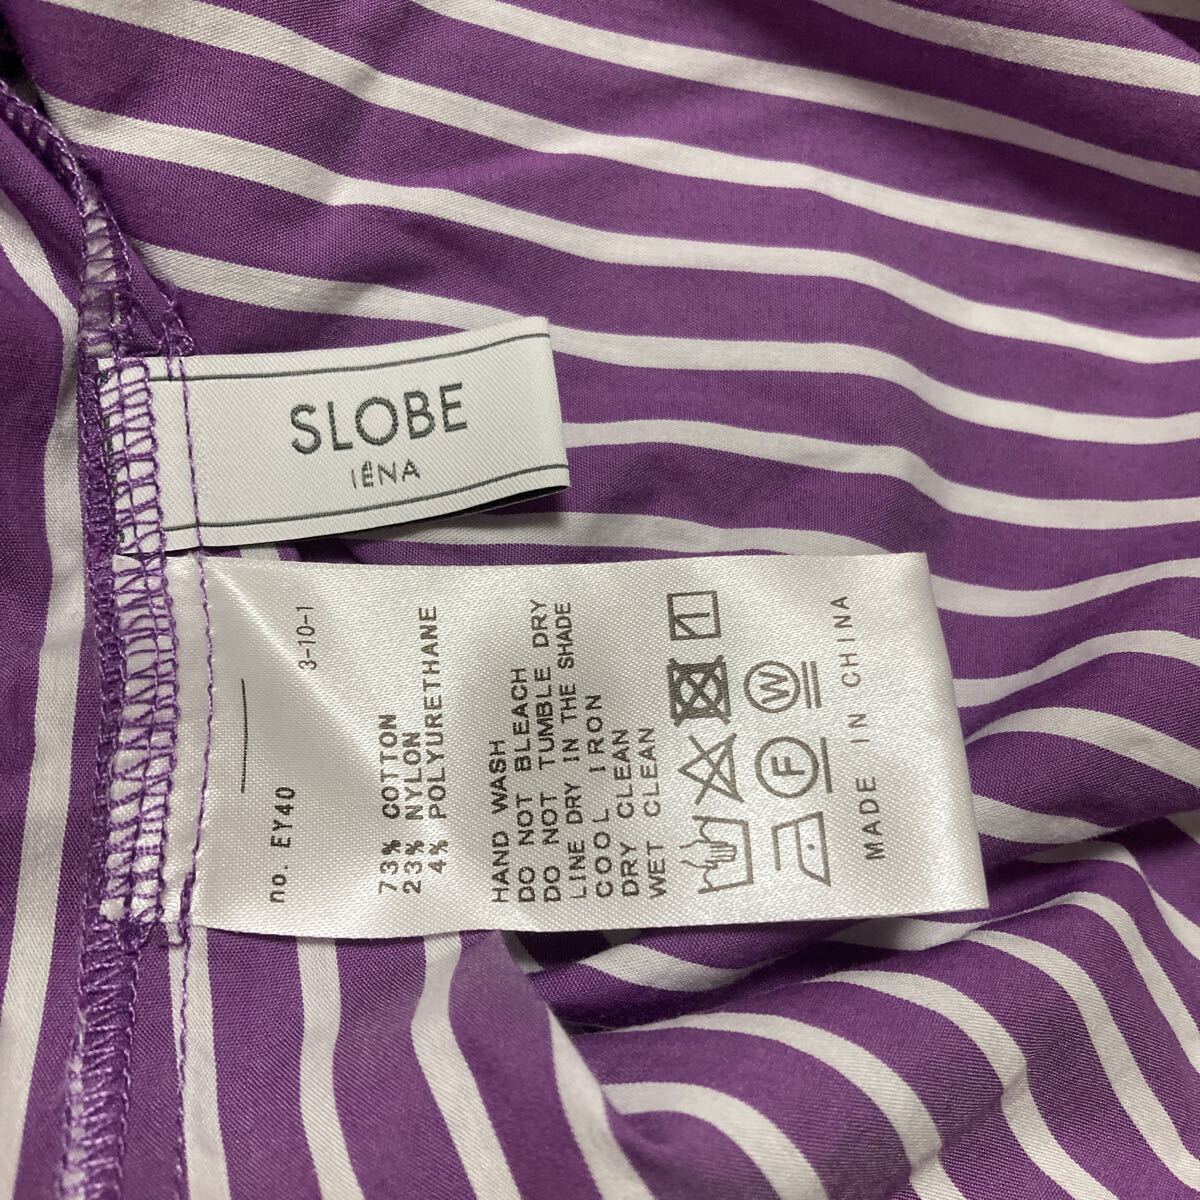 SLOBE
IÉNA
3-10-1
no. EY40
73% COTTON
23% NYLON
4% POLYURETHANE
HAND WASH
DO NOT BLEACH
DO NOT TUMBLE DRY
LINE DRY IN THE SHADE
COOL IRON
DRY CLEAN
WET CLEAN
F
W
MADE IN CHINA